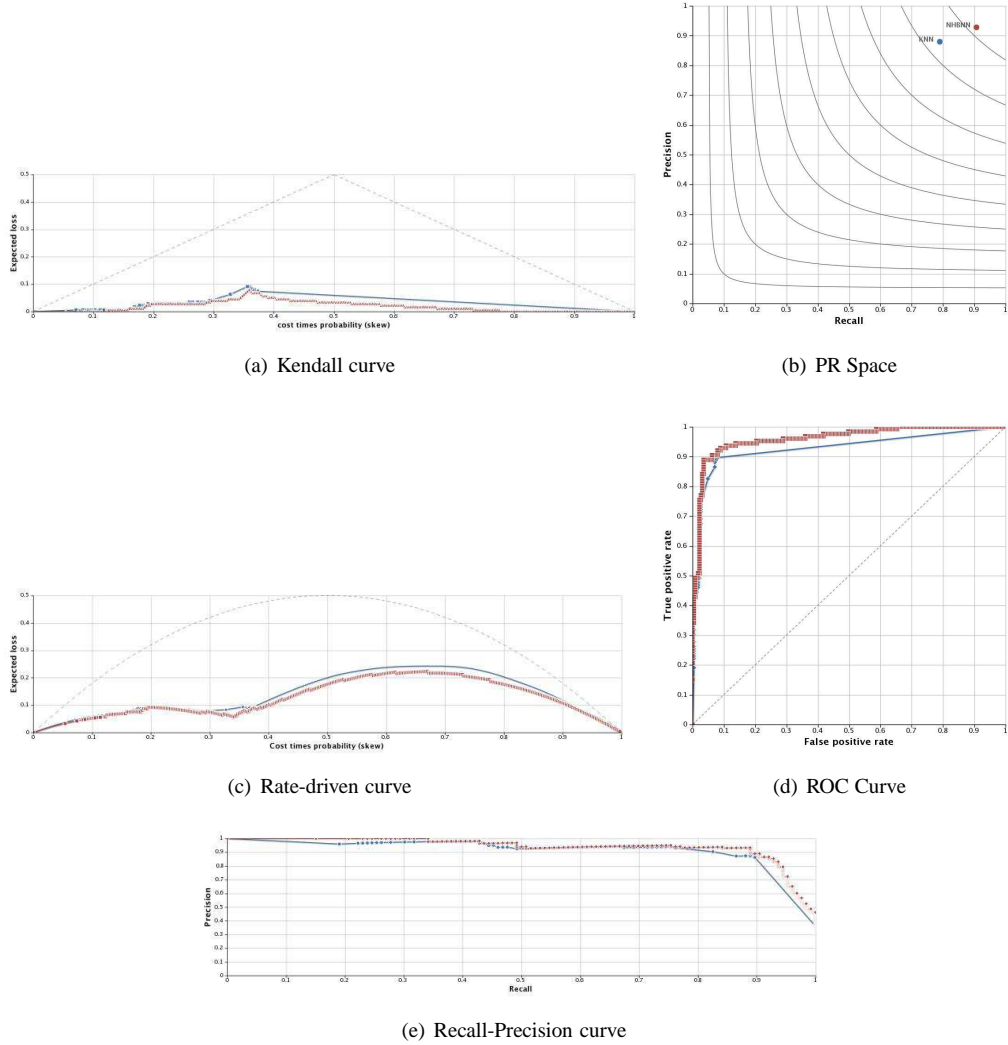 0.5
0.4
0.3
0.2
0.1
0
Expected loss
0 0.1 0.2 0.3 0.4 0.5 0.6 0.7 0.8 0.9 1
cost times probability (skew)
(a) Kendall curve
1
0.9
0.8
0.7
0.6
0.5
0.4
0.3
0.2
0.1
0
Precision
NHBNN
KNN
0 0.1 0.2 0.3 0.4 0.5 0.6 0.7 0.8 0.9 1
Recall
(b) PR Space
0.5
0.4
0.3
0.2
0.1
0
Expected loss
0 0.1 0.2 0.3 0.4 0.5 0.6 0.7 0.8 0.9 1
Cost times probability (skew)
(c) Rate-driven curve
1
0.9
0.8
0.7
0.6
0.5
0.4
0.3
0.2
0.1
0
True positive rate
0 0.1 0.2 0.3 0.4 0.5 0.6 0.7 0.8 0.9 1
False positive rate
(d) ROC Curve
1
0.9
0.8
0.7
0.6
0.5
0.4
0.3
0.2
0.1
0
Precision
0 0.1 0.2 0.3 0.4 0.5 0.6 0.7 0.8 0.9 1
Recall
(e) Recall-Precision curve